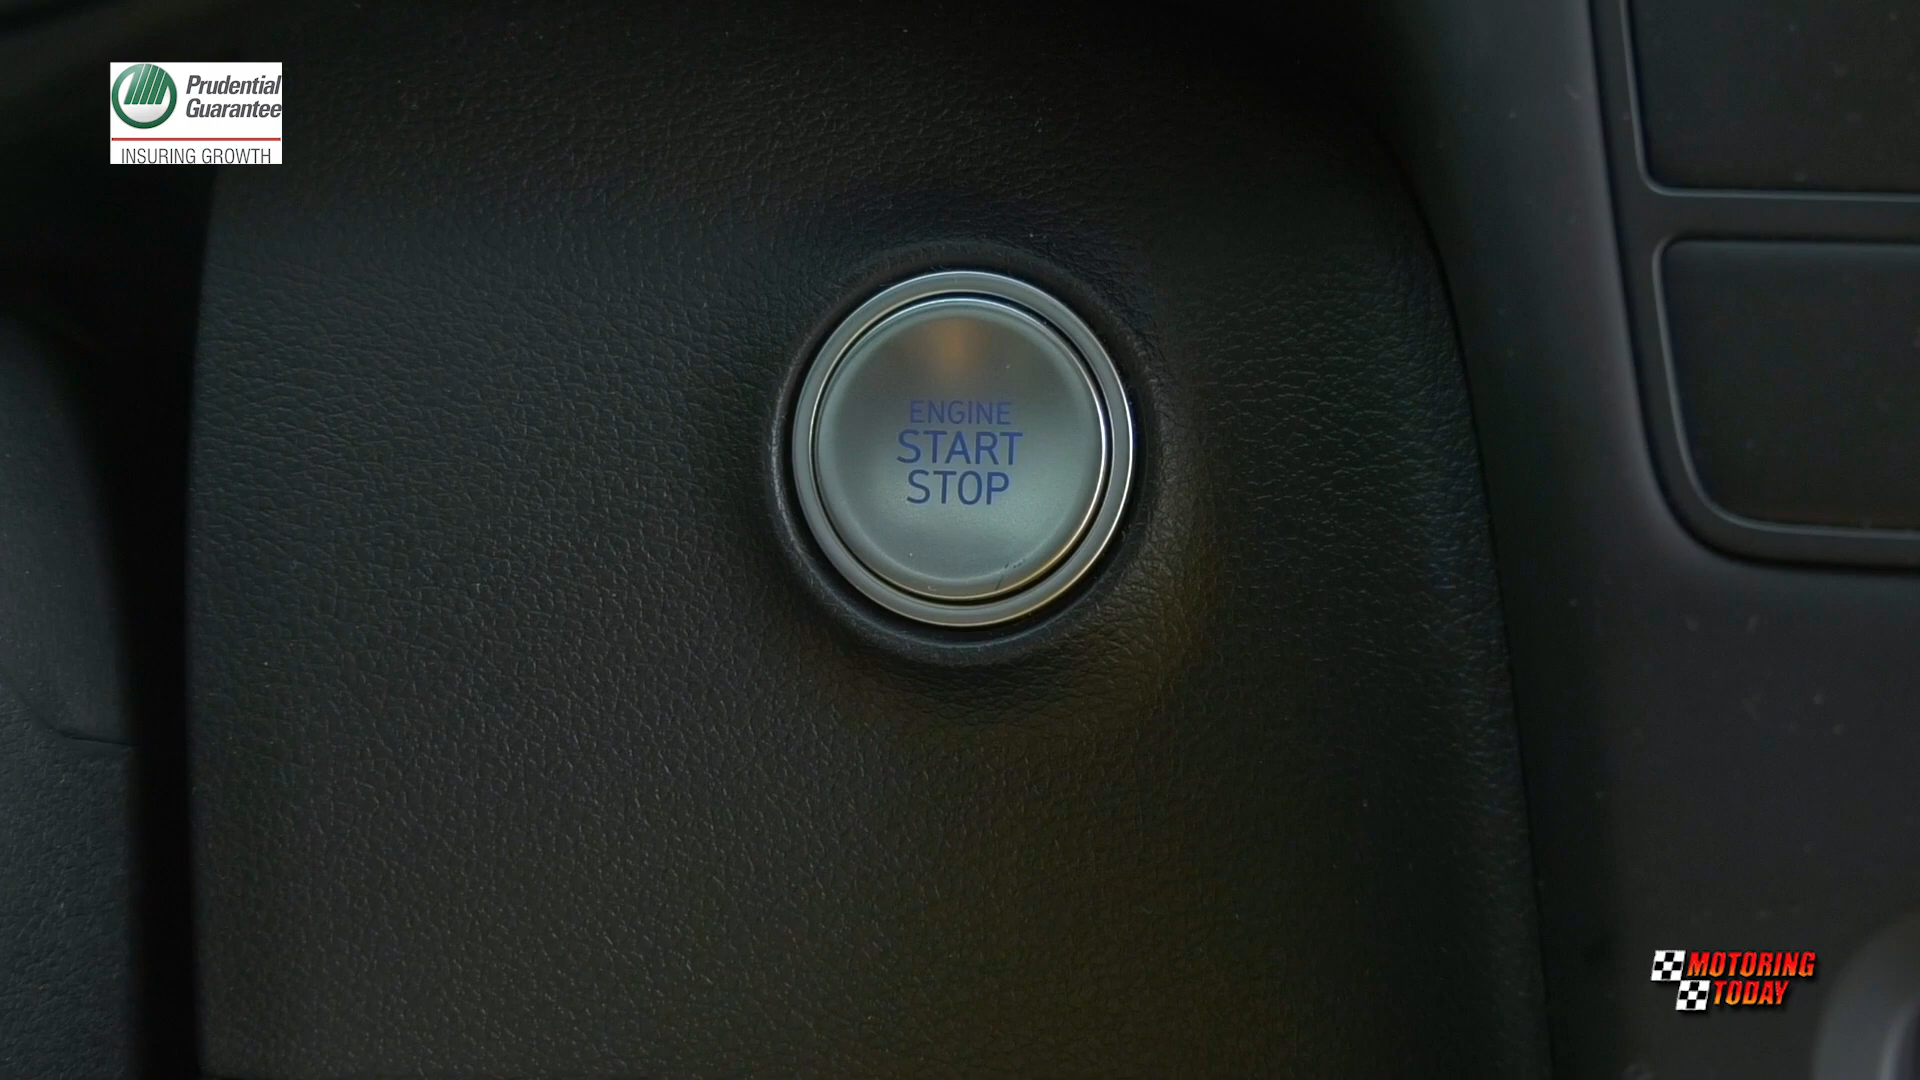 Prudential
Guarantee
INSURING GROWTH
ENGINE
START
STOP
MOTORING
TODAY